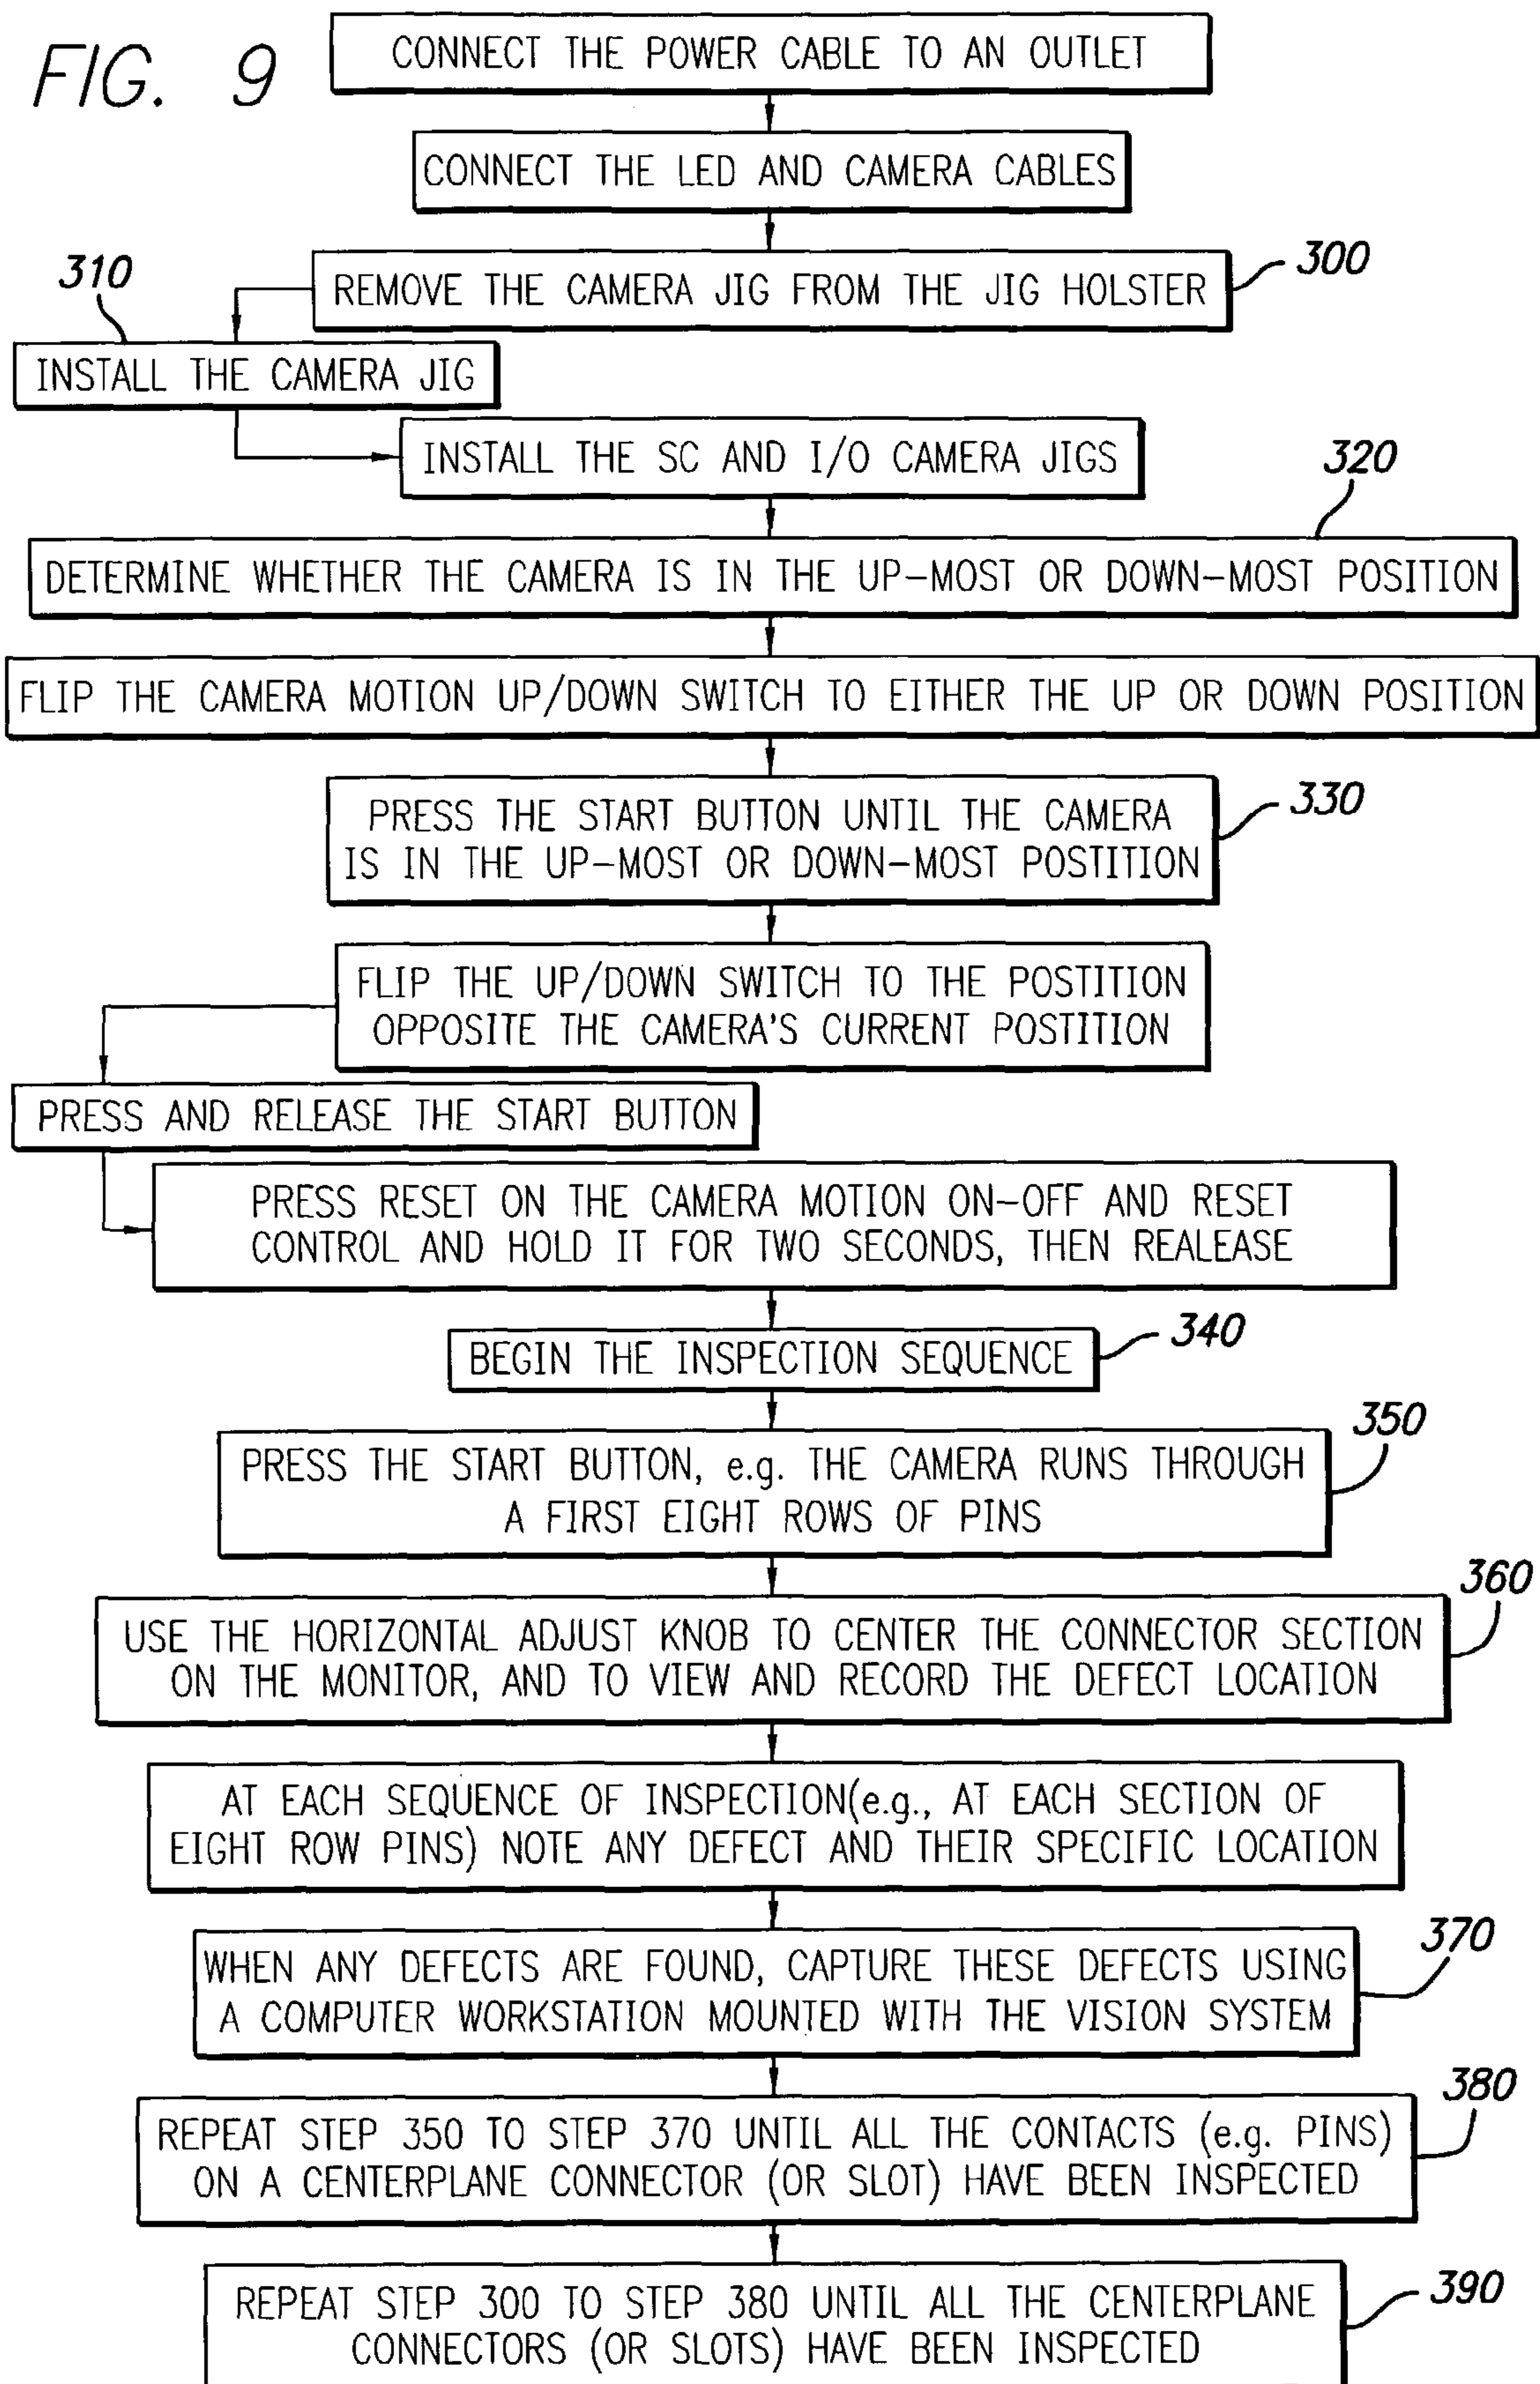 FIG. 9
CONNECT THE POWER CABLE TO AN OUTLET
CONNECT THE LED AND CAMERA CABLES
300
REMOVE THE CAMERA JIG FROM THE JIG HOLSTER
310
INSTALL THE CAMERA JIG
INSTALL THE SC AND I/O CAMERA JIGS
320
DETERMINE WHETHER THE CAMERA IS IN THE UP-MOST OR DOWN-MOST POSITION
FLIP THE CAMERA MOTION UP/DOWN SWITCH TO EITHER THE UP OR DOWN POSITION
330
PRESS THE START BUTTON UNTIL THE CAMERA
IS IN THE UP-MOST OR DOWN-MOST POSTITION
FLIP THE UP/DOWN SWITCH TO THE POSTITION
OPPOSITE THE CAMERA'S CURRENT POSTITION
PRESS AND RELEASE THE START BUTTON
PRESS RESET ON THE CAMERA MOTION ON-OFF AND RESET
CONTROL AND HOLD IT FOR TWO SECONDS, THEN REALEASE
340
BEGIN THE INSPECTION SEQUENCE
350
PRESS THE START BUTTON, e.g. THE CAMERA RUNS THROUGH
A FIRST EIGHT ROWS OF PINS
360
USE THE HORIZONTAL ADJUST KNOB TO CENTER THE CONNECTOR SECTION
ON THE MONITOR, AND TO VIEW AND RECORD THE DEFECT LOCATION
AT EACH SEQUENCE OF INSPECTION(e.g., AT EACH SECTION OF
EIGHT ROW PINS) NOTE ANY DEFECT AND THEIR SPECIFIC LOCATION
370
WHEN ANY DEFECTS ARE FOUND, CAPTURE THESE DEFECTS USING
A COMPUTER WORKSTATION MOUNTED WITH THE VISION SYSTEM
380
REPEAT STEP 350 TO STEP 370 UNTIL ALL THE CONTACTS (e.g. PINS)
ON A CENTERPLANE CONNECTOR (OR SLOT) HAVE BEEN INSPECTED
390
REPEAT STEP 300 TO STEP 380 UNTIL ALL THE CENTERPLANE
CONNECTORS (OR SLOTS) HAVE BEEN INSPECTED